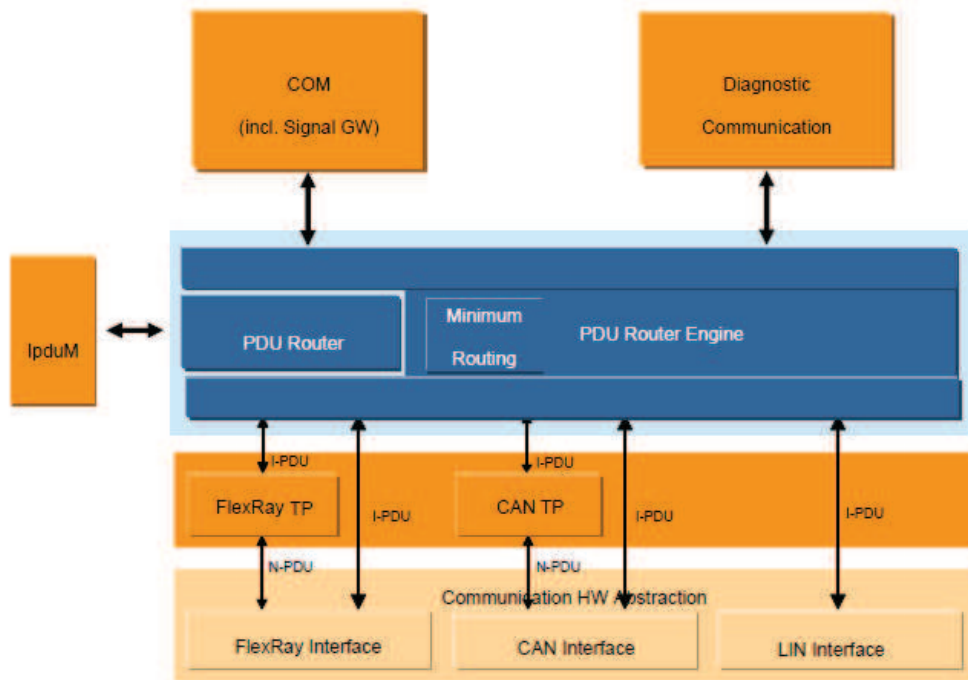 COM
(incl. Signal GW)
Diagnostic
Communication
IpduM
PDU Router
Minimum
Routing
PDU Router Engine
I-PDU
I-PDU
FlexRay TP
I-PDU
CAN TP
I-PDU
I-PDU
N-PDU
N-PDU
Communication HW Abstraction
FlexRay Interface
CAN Interface
LIN Interface